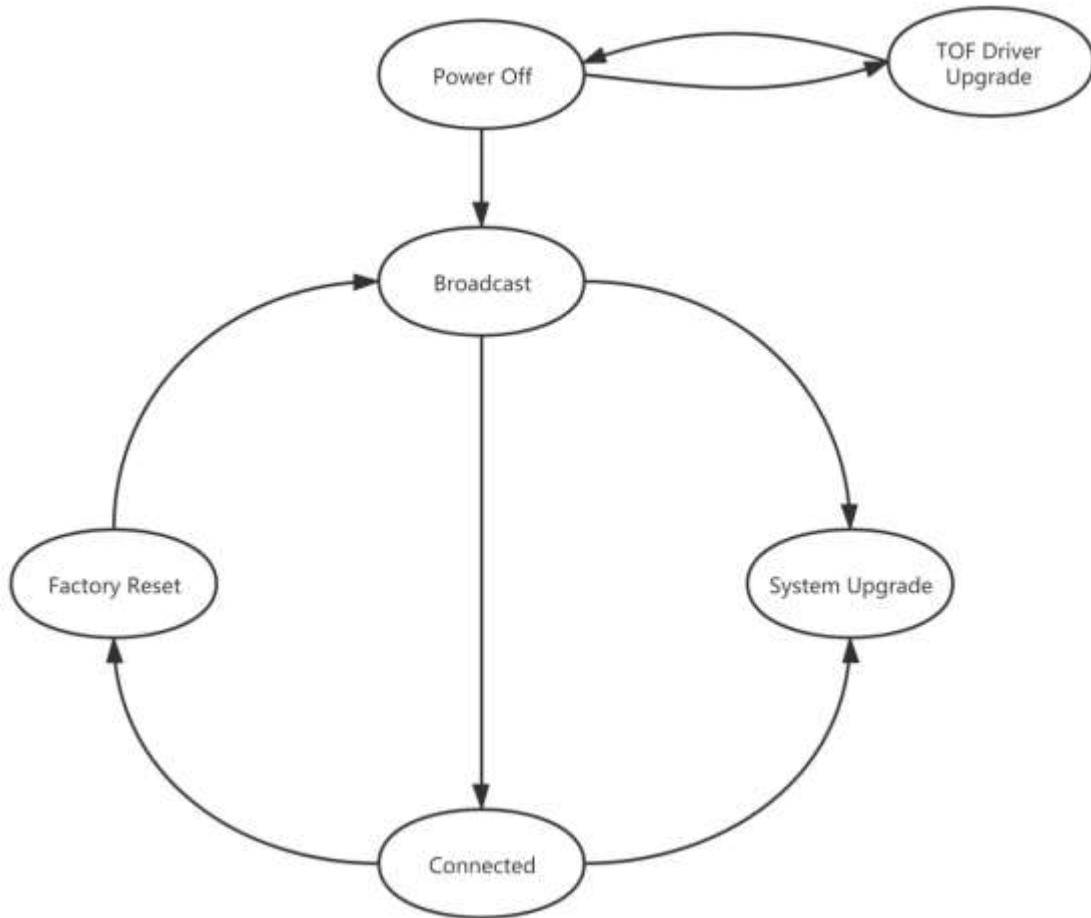 Power Off
TOF Driver
Upgrade
Broadcast
Factory Reset
System Upgrade
Connected